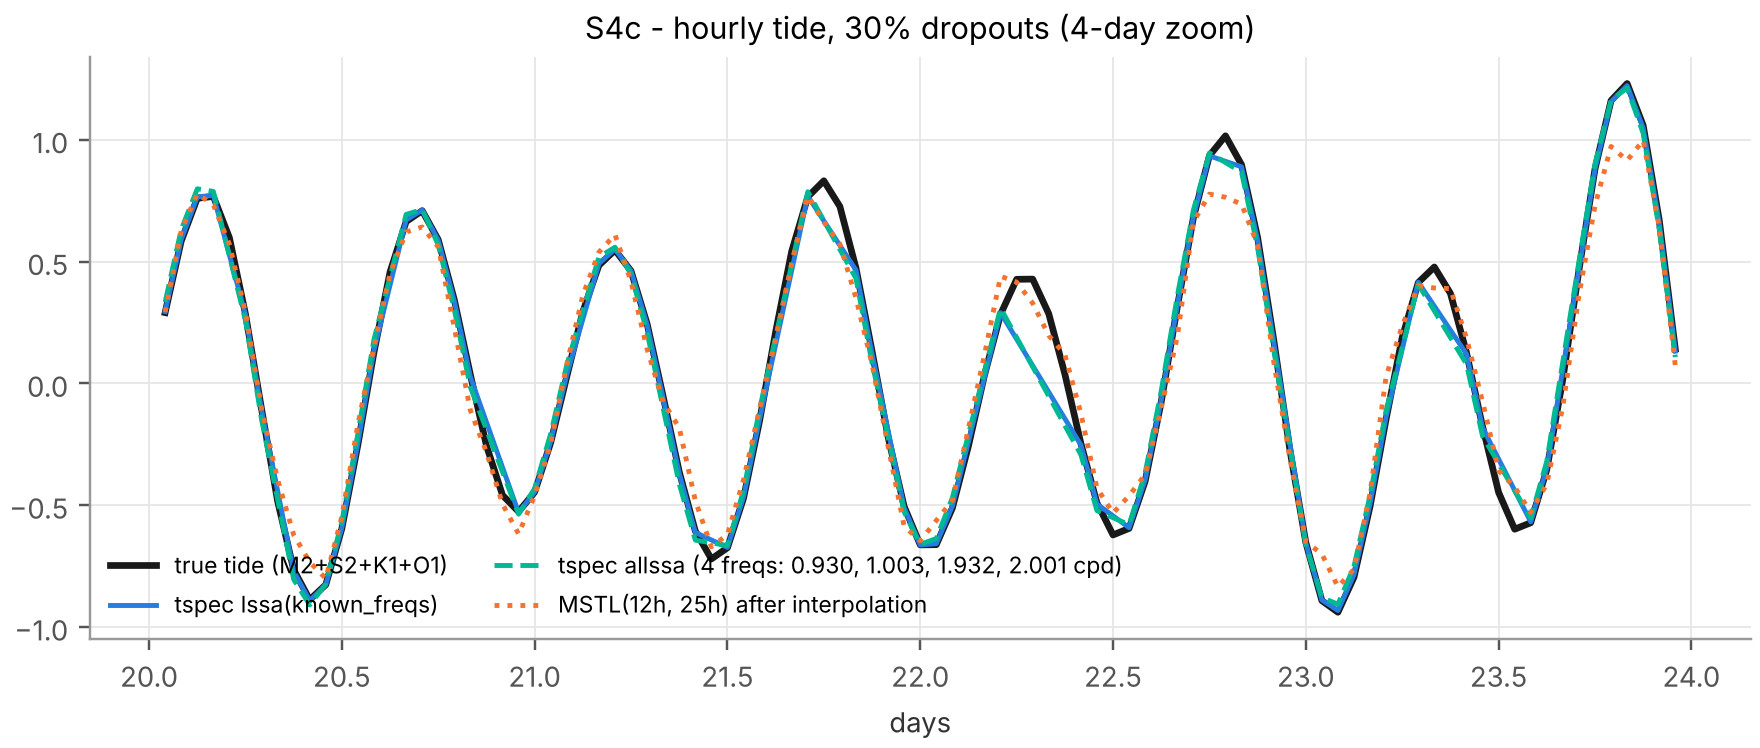 S4c - hourly tide, 30% dropouts (4-day zoom)
1.0
0.5
0.0
−0.5
−1.0
true tide (M2+S2+K1+O1)
tspec lssa(known_freqs)
tspec allssa (4 freqs: 0.930, 1.003, 1.932, 2.001 cpd)
MSTL(12h, 25h) after interpolation
20.0 20.5 21.0 21.5 22.0 22.5 23.0 23.5 24.0
days